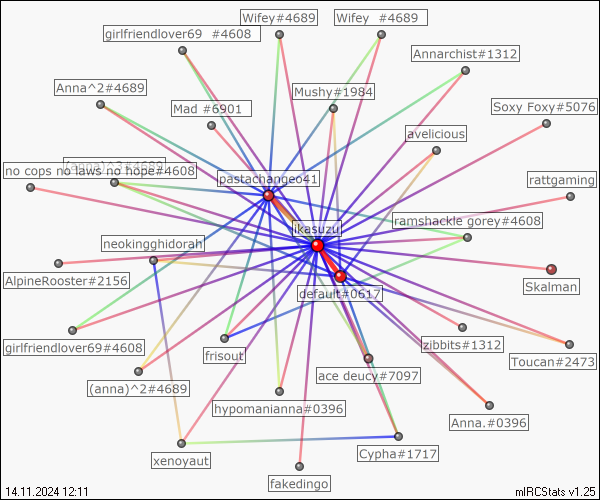 Wifey#4689
Wifey #4689
girlfriendlover69 #4608
Annarchist#1312
Anna^2#4689
Mushy#1984
Mad #6901
Soxy Foxy#5076
avelicious
(anna)^3#4689
no cops no laws no hope#4608
pastachangeo41
rattgaming
ramshackle gorey#4608
ikasuzu
neokingghidorah
AlpineRooster#2156
Skalman
default#0617
girlfriendlover69#4608
frisout
zibbits#1312
Toucan#2473
(anna)^2#4689
ace deucy#7097
hypomanianna#0396
Anna.#0396
xenoyaut
Cypha#1717
fakedingo
14.11.2024 12:11
mIRCStats v1.25